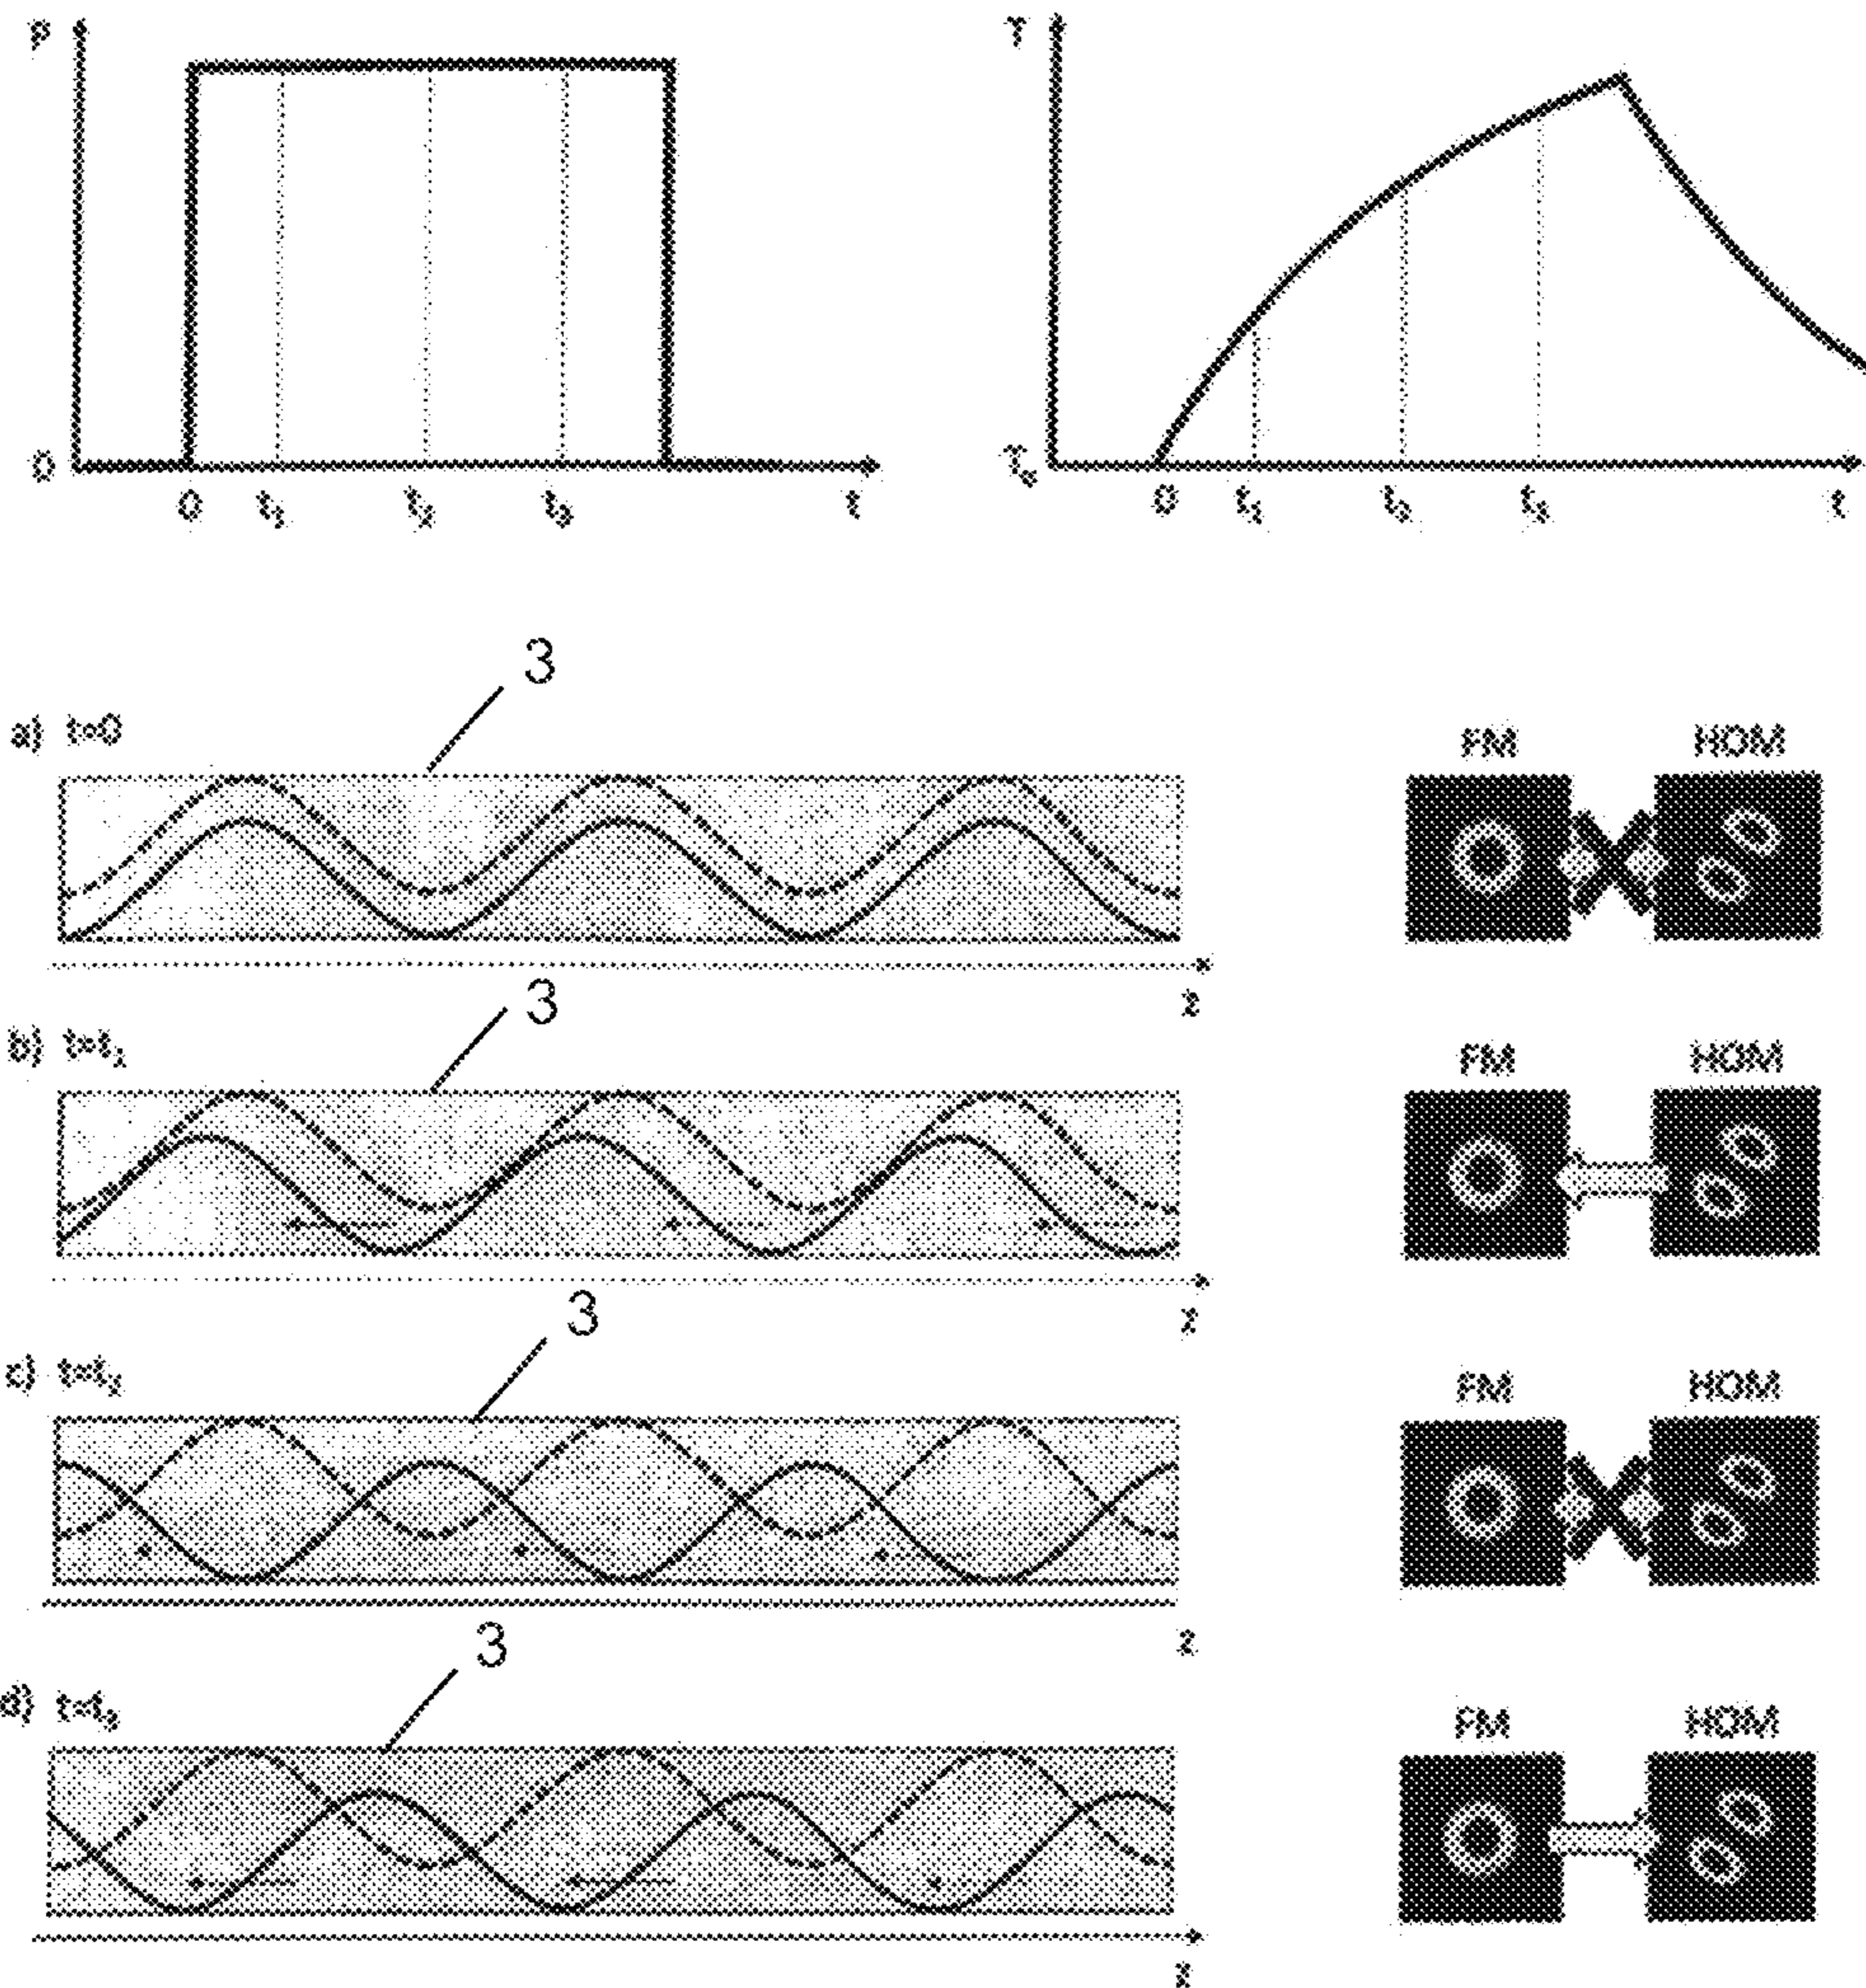 P
T
0
0 t₁ t₂ t₃ t
T₀
0 t₁ t₂ t₃ t
3
a) t=0
FM HOM
z
3
b) t=t₁
FM HOM
z
3
c) t=t₂
FM HOM
z
3
d) t=t₃
FM HOM
z